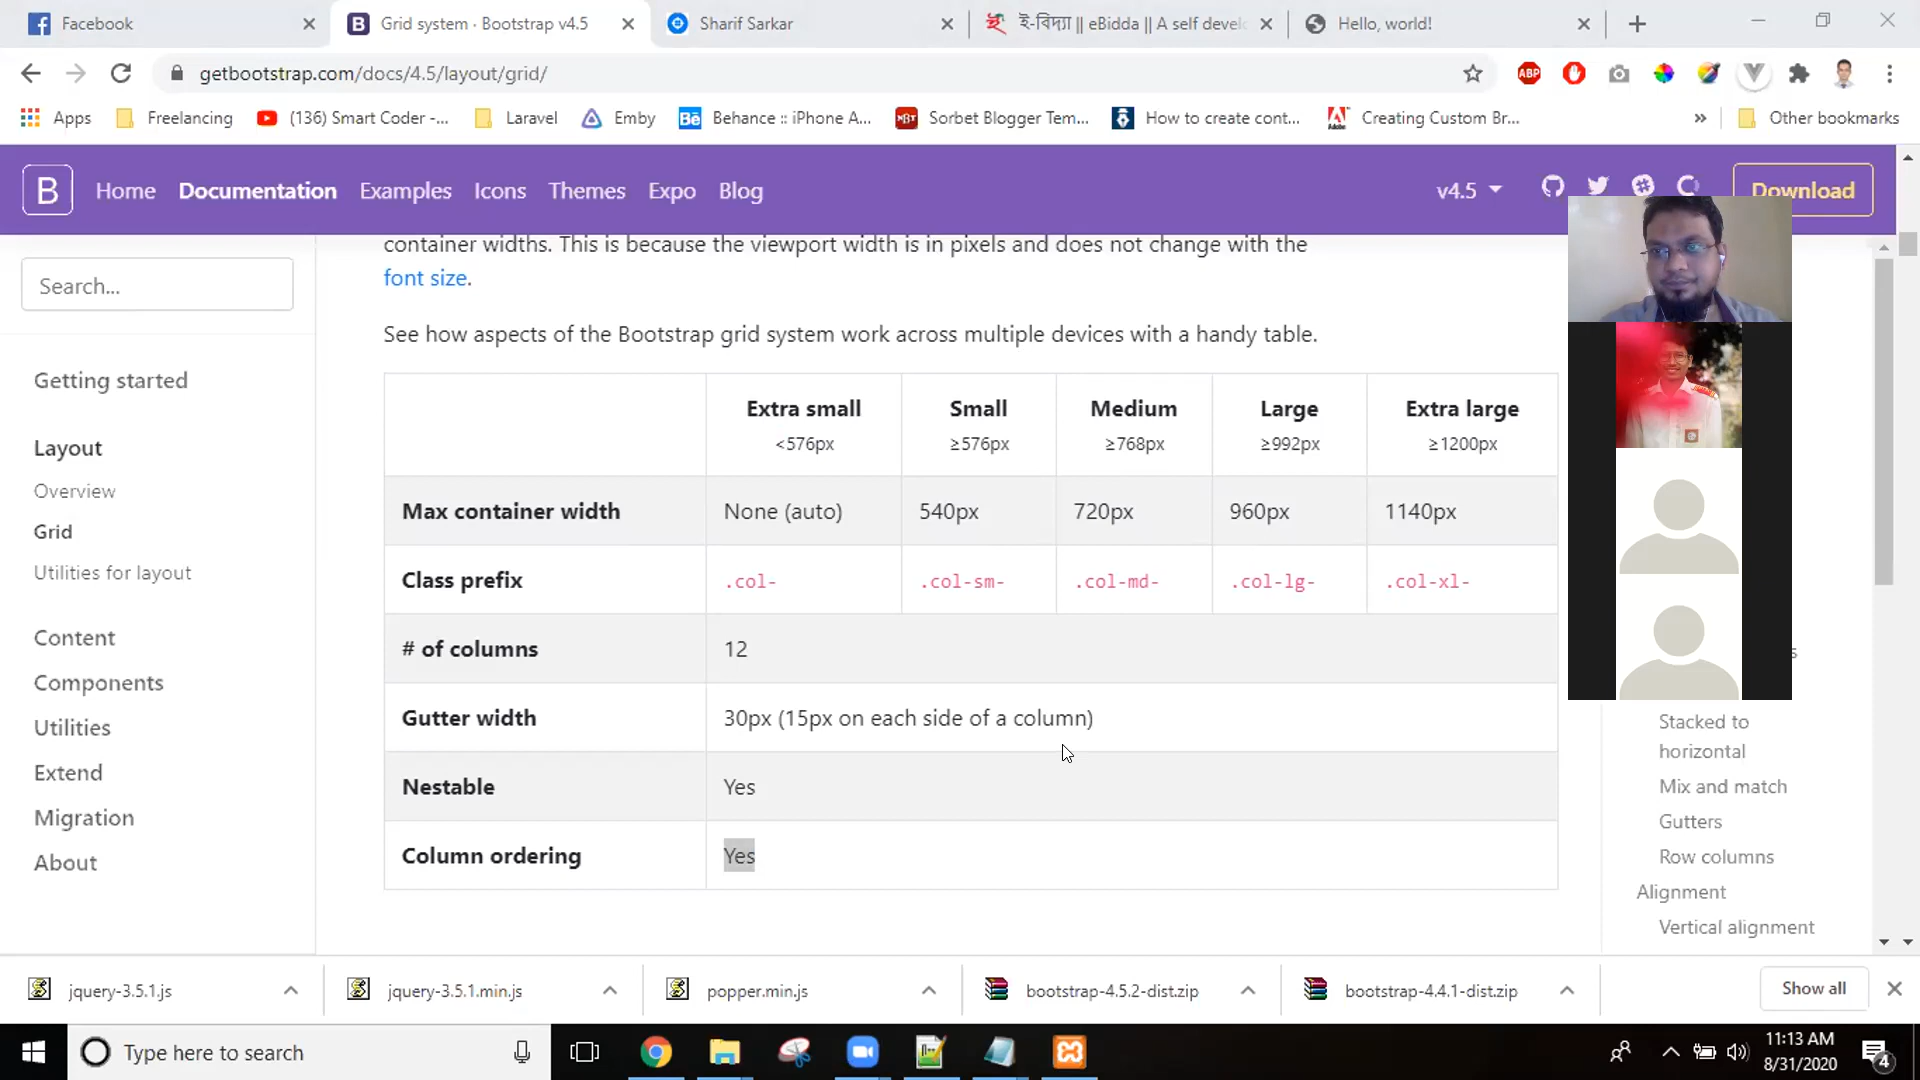 Facebook
Grid system · Bootstrap v4.5
Sharif Sarkar
ই-বিদ্যা || eBidda || A self develo
Hello, world!
getbootstrap.com/docs/4.5/layout/grid/
ABP
Apps
Freelancing
(136) Smart Coder -...
Laravel
Emby
Bē
Behance :: iPhone A...
MBT
Sorbet Blogger Tem...
How to create cont...
Adobe
Creating Custom Br...
»
Other bookmarks
B
Home
Documentation
Examples
Icons
Themes
Expo
Blog
v4.5
Download
container widths. This is because the viewport width is in pixels and does not change with the
font size.
Search...
See how aspects of the Bootstrap grid system work across multiple devices with a handy table.
Getting started
Layout
Overview
Grid
Utilities for layout
Content
Components
Utilities
Extend
Migration
About
Extra small
<576px
Small
≥576px
Medium
≥768px
Large
≥992px
Extra large
≥1200px
Max container width
None (auto)
540px
720px
960px
1140px
Class prefix
.col-
.col-sm-
.col-md-
.col-lg-
.col-xl-
# of columns
12
Gutter width
30px (15px on each side of a column)
Nestable
Yes
Column ordering
Yes
s
Stacked to
horizontal
Mix and match
Gutters
Row columns
Alignment
Vertical alignment
jquery-3.5.1.js
jquery-3.5.1.min.js
popper.min.js
bootstrap-4.5.2-dist.zip
bootstrap-4.4.1-dist.zip
Show all
Type here to search
11:13 AM
8/31/2020
4